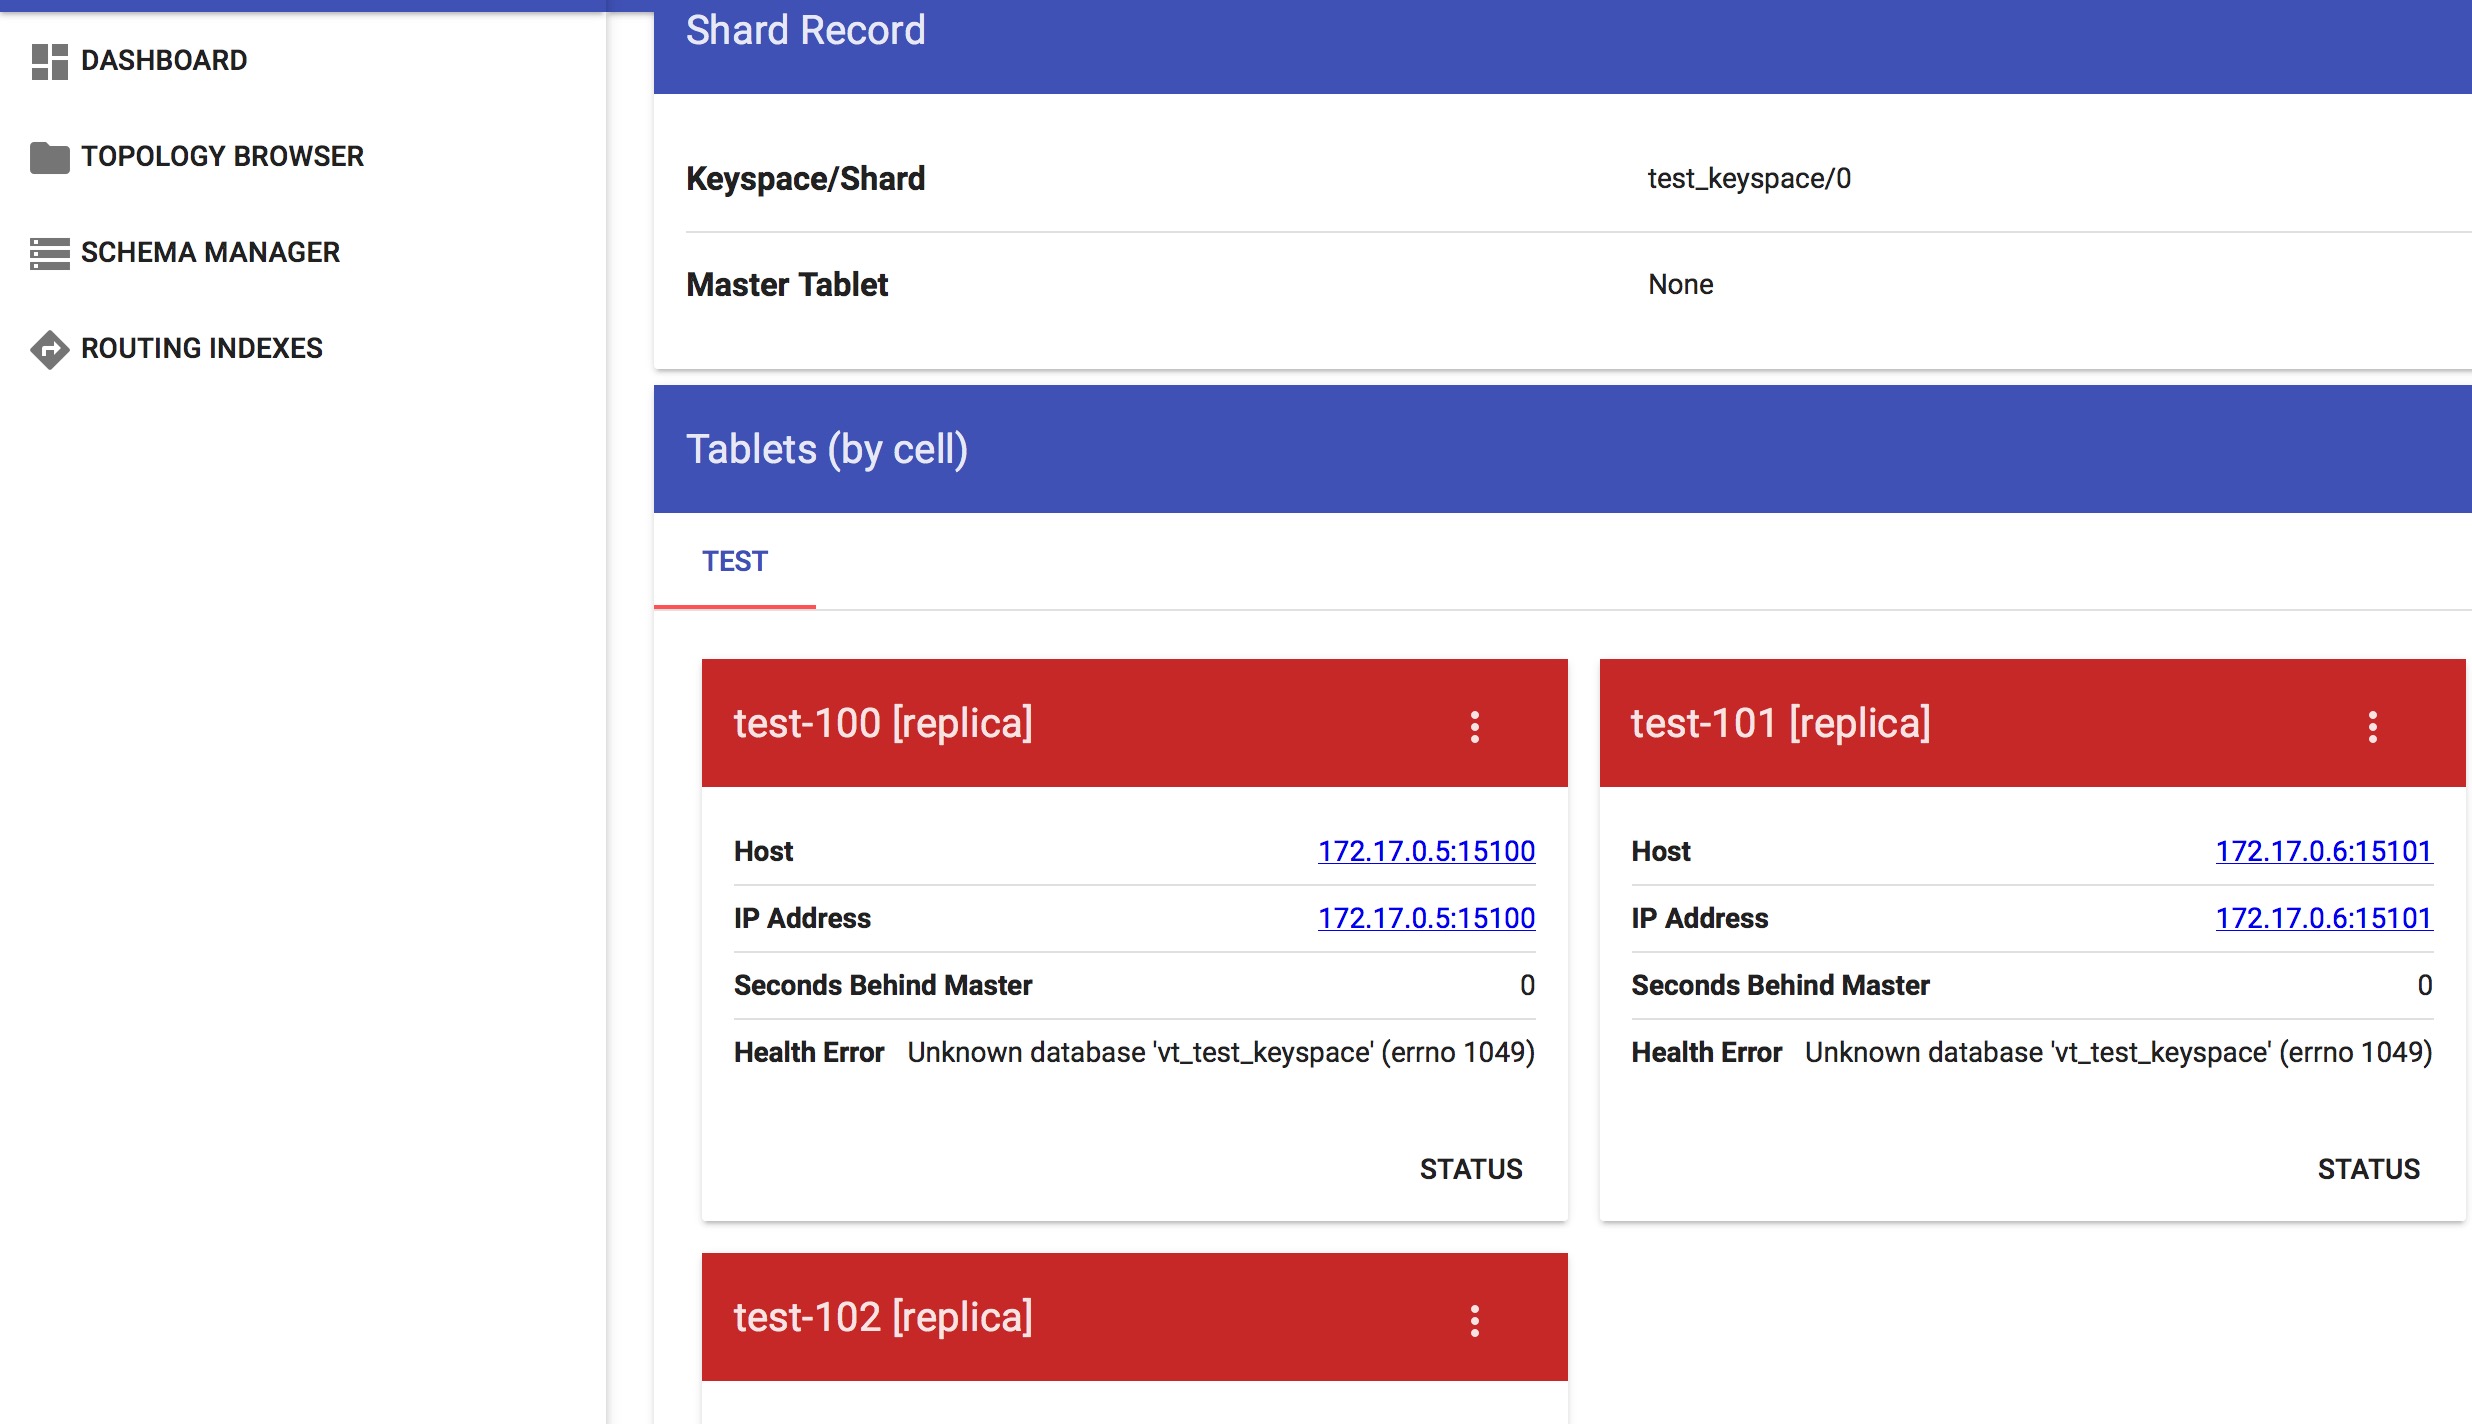 Shard Record
DASHBOARD
TOPOLOGY BROWSER
SCHEMA MANAGER
ROUTING INDEXES
Keyspace/Shard test_keyspace/0
Master Tablet None
Tablets (by cell)
TEST
test-100 [replica]
Host 172.17.0.5:15100
IP Address 172.17.0.5:15100
Seconds Behind Master 0
Health Error Unknown database 'vt_test_keyspace' (errno 1049)
STATUS
test-101 [replica]
Host 172.17.0.6:15101
IP Address 172.17.0.6:15101
Seconds Behind Master 0
Health Error Unknown database 'vt_test_keyspace' (errno 1049)
STATUS
test-102 [replica]